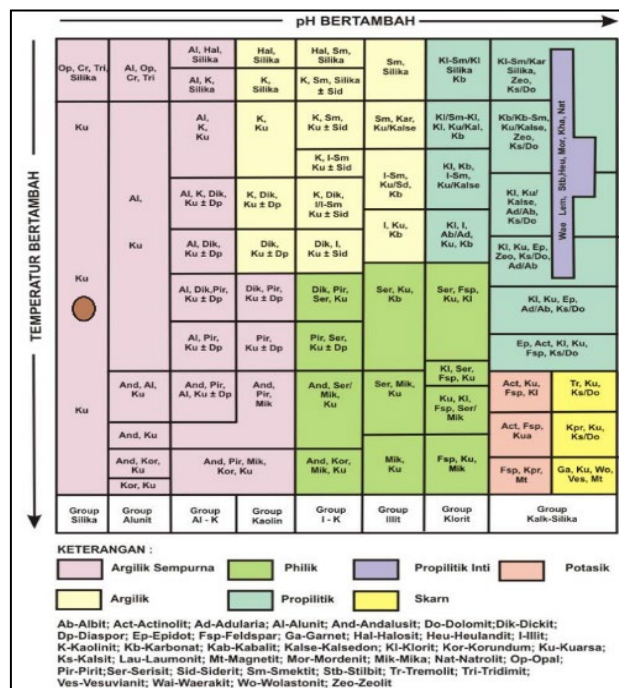 pH BERTAMBAH
TEMPERATUR BERTAMBAH
Op, Cr, Tri,
Silika
Ku
Ku
Ku
Al, Op,
Cr, Tri
Al,
Ku
And, Al,
Ku
And, Ku
And, Kor,
Ku
Kor, Ku
Al, Hal,
Silika
Al, K,
Silika
Al,
K,
Ku
Al, K, Dik,
Ku ± Dp
Al, Dik,
Ku ± Dp
Al, Dik,Pir,
Ku ± Dp
Al, Pir,
Ku ± Dp
And, Pir,
Al, Ku ± Dp
Hal,
Silika
K,
Silika
K,
Ku
K, Dik,
Ku ± Dp
Dik,
Ku ± Dp
Dik, Pir,
Ku ± Dp
Pir,
Ku ± Dp
And,
Pir,
Mik
And, Pir, Mik,
Kor, Ku
Hal, Sm,
Silika
K, Sm, Silika
± Sid
K, Sm,
Ku ± Sid
K, I-Sm
Ku ± Sid
K, Dik,
I/I-Sm
Ku ± Sid
Dik, I,
Ku ± Sid
Dik, Pir,
Ser, Ku
Pir, Ser,
Ku ± Dp
And, Ser/
Mik, Ku
And, Kor,
Mik, Ku
Sm,
Silika
Sm, Kar,
Ku/Kalse
I-Sm,
Ku/Sd,
Kb
I, Ku,
Kb
Ser, Ku,
Kb
Ser, Mik,
Ku
Mik,
Ku
Kl-Sm/Kl
Silika
Kb
Kl/Sm-Kl,
Kl, Ku/Kal,
Kb
Kl, Kb,
I-Sm,
Ku/Kalse
Kl, I,
Ab/Ad,
Ku, Kb
Ser, Fsp,
Ku, Kl
Kl, Ser,
Fsp, Ku
Ku, Kl,
Fsp, Ser/
Mik
Fsp, Ku,
Mik
Kl-Sm/Kar
Silika,
Zeo,
Ks/Do
Kb/Kb-Sm,
Ku/Kalse,
Zeo,
Ks/Do
Kl, Ku/
Kalse,
Ad/Ab,
Ks/Do
Kl, Ku, Ep,
Zeo, Ks/Do,
Ad/Ab
Wae Lem, Stb,Heu, Mor, Kha, Nat
Kl, Ku, Ep,
Ad/Ab, Ks/Do
Ep, Act, Kl, Ku,
Fsp, Ks/Do
Act, Ku,
Fsp, Kl
Act, Fsp,
Kua
Fsp, Kpr,
Mt
Tr, Ku,
Ks/Do
Kpr, Ku,
Ks/Do
Ga, Ku, Wo,
Ves, Mt
Group
Silika
Group
Alunit
Group
Al - K
Group
Kaolin
Group
I - K
Group
Illit
Group
Klorit
Group
Kalk-Silika
KETERANGAN :
Argilik Sempurna
Philik
Propilitik Inti
Potasik
Argilik
Propilitik
Skarn
Ab-Albit; Act-Actinolit; Ad-Adularia; Al-Alunit; And-Andalusit; Do-Dolomit;Dik-Dickit;
Dp-Diaspor; Ep-Epidot; Fsp-Feldspar; Ga-Garnet; Hal-Halosit; Heu-Heulandit; I-Illit;
K-Kaolinit; Kb-Karbonat; Kab-Kabalit; Kalse-Kalsedon; Kl-Klorit; Kor-Korundum; Ku-Kuarsa;
Ks-Kalsit; Lau-Laumonit; Mt-Magnetit; Mor-Mordenit; Mik-Mika; Nat-Natrolit; Op-Opal;
Pir-Pirit;Ser-Serisit; Sid-Siderit; Sm-Smektit; Stb-Stilbit; Tr-Tremolit; Tri-Tridimit;
Ves-Vesuvianit; Wai-Waerakit; Wo-Wolastonit; Zeo-Zeolit